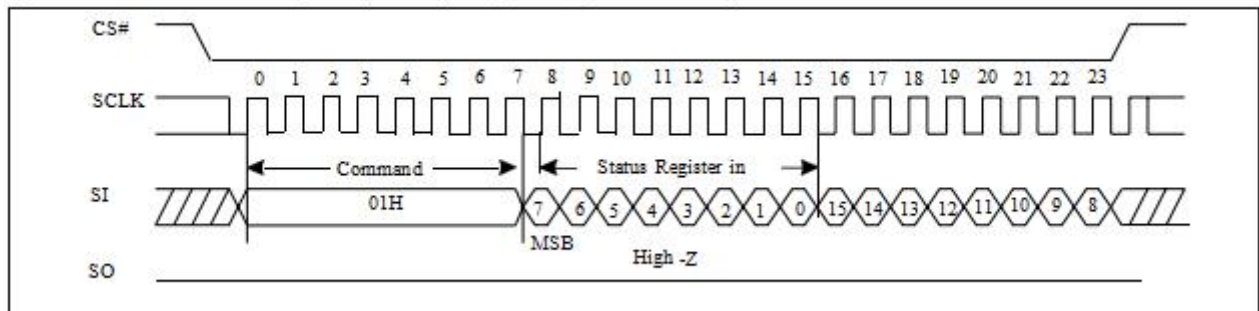 CS#
0 1 2 3 4 5 6 7 8 9 10 11 12 13 14 15 16 17 18 19 20 21 22 23
SCLK
Command Status Register in
SI 01H 7 6 5 4 3 2 1 0 15 14 13 12 11 10 9 8
MSB
High -Z
SO